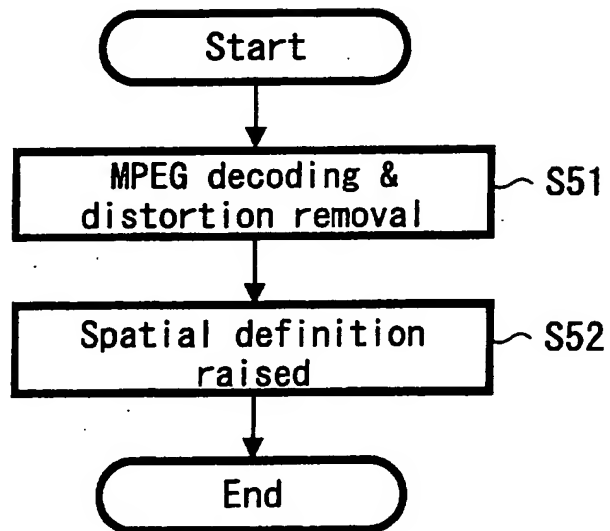 Start
MPEG decoding &
distortion removal
S51
Spatial definition
raised
S52
End